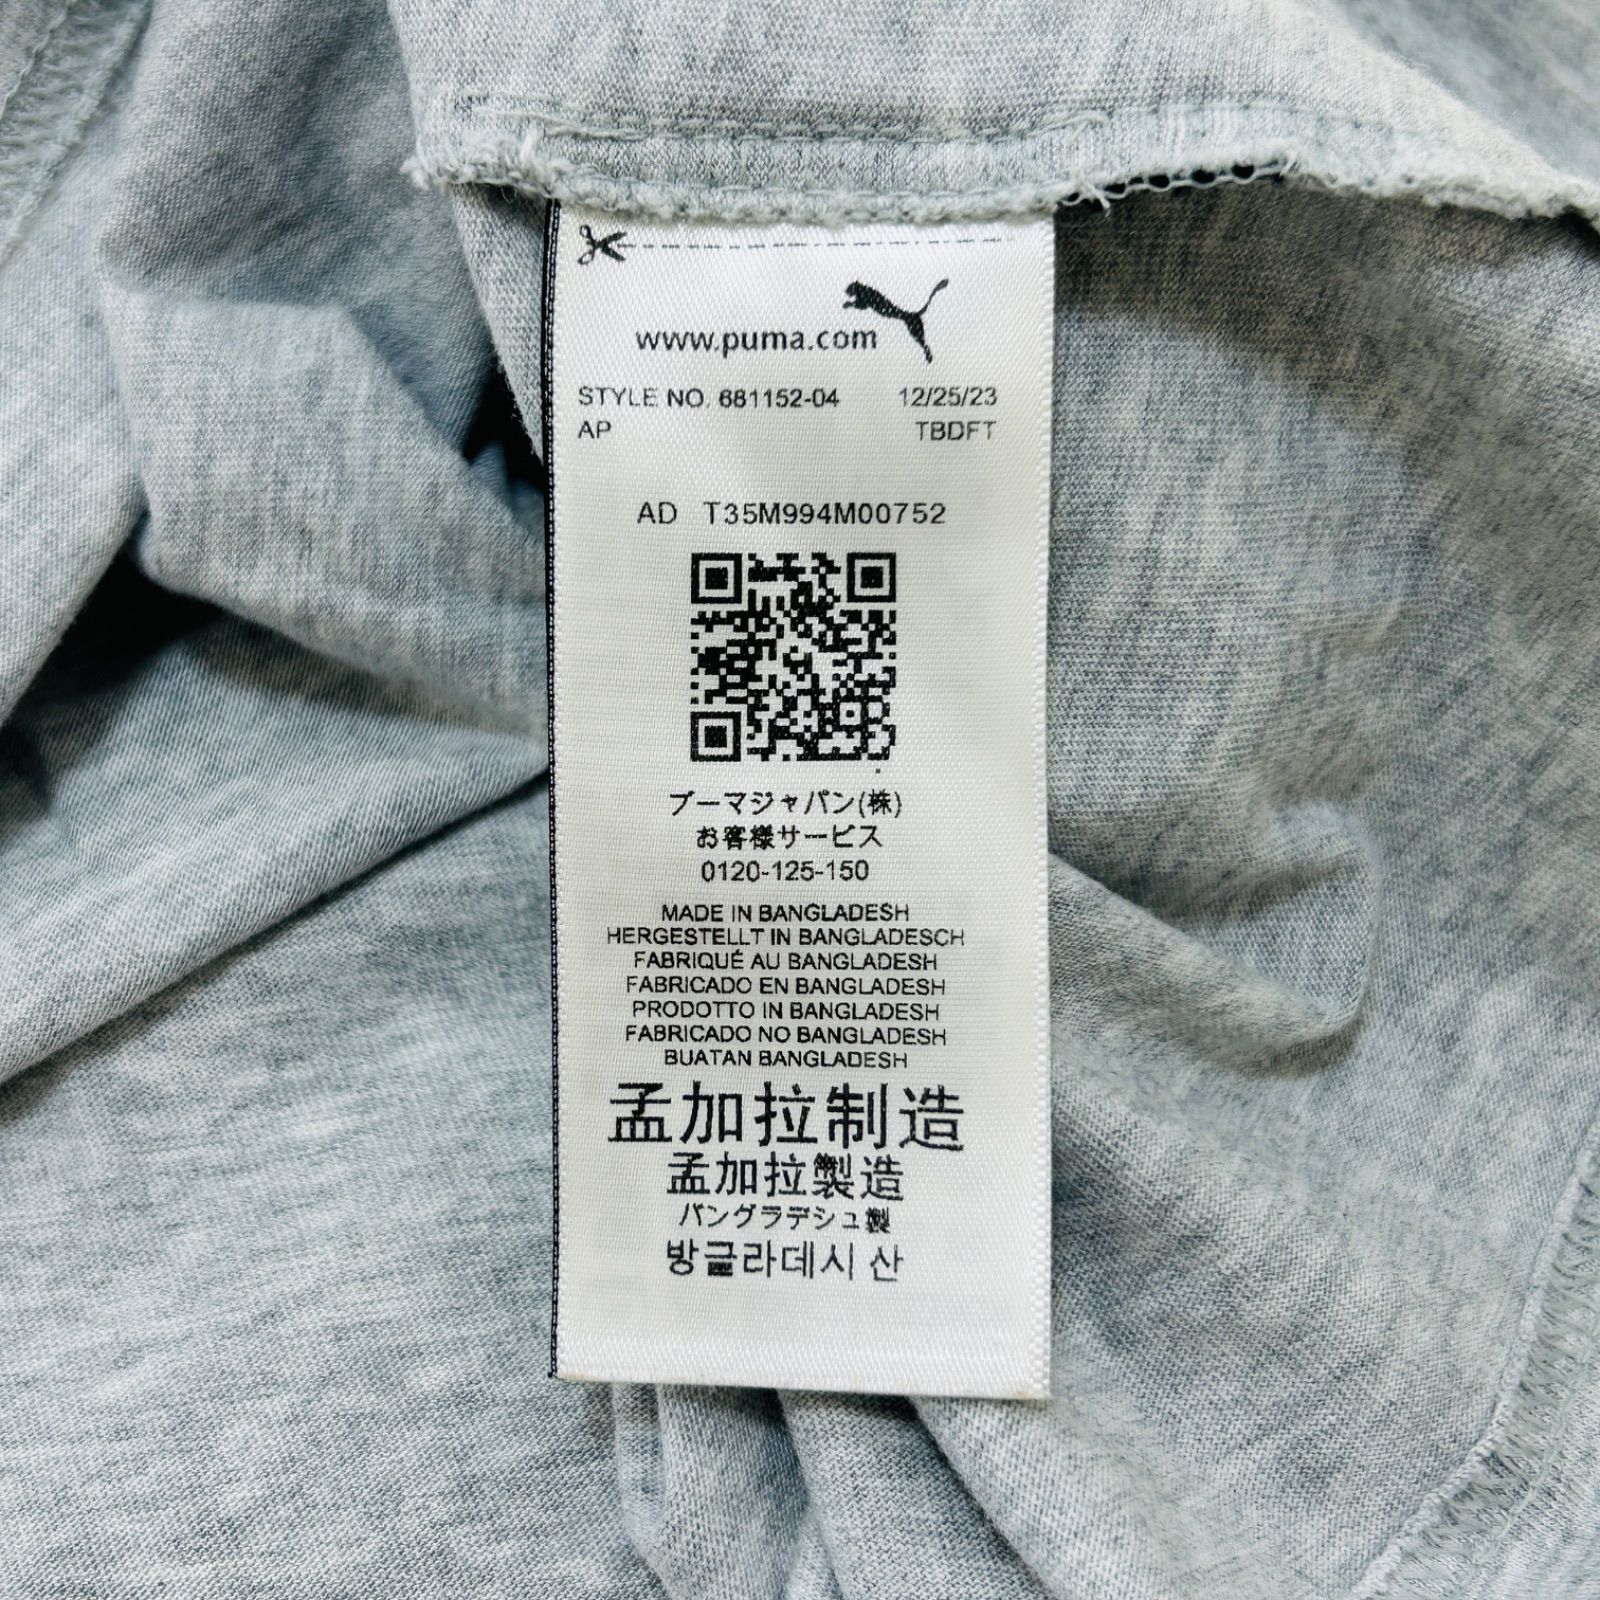 www.puma.com
STYLE NO. 681152-04 12/25/23
AP TBDFT
AD T35M994M00752
プーマジャパン(株)
お客様サービス
0120-125-150
MADE IN BANGLADESH
HERGESTELLT IN BANGLADESCH
FABRIQUÉ AU BANGLADESH
FABRICADO EN BANGLADESH
PRODOTTO IN BANGLADESH
FABRICADO NO BANGLADESH
BUATAN BANGLADESH
孟加拉制造
孟加拉製造
バングラデシュ製
방글라데시 산